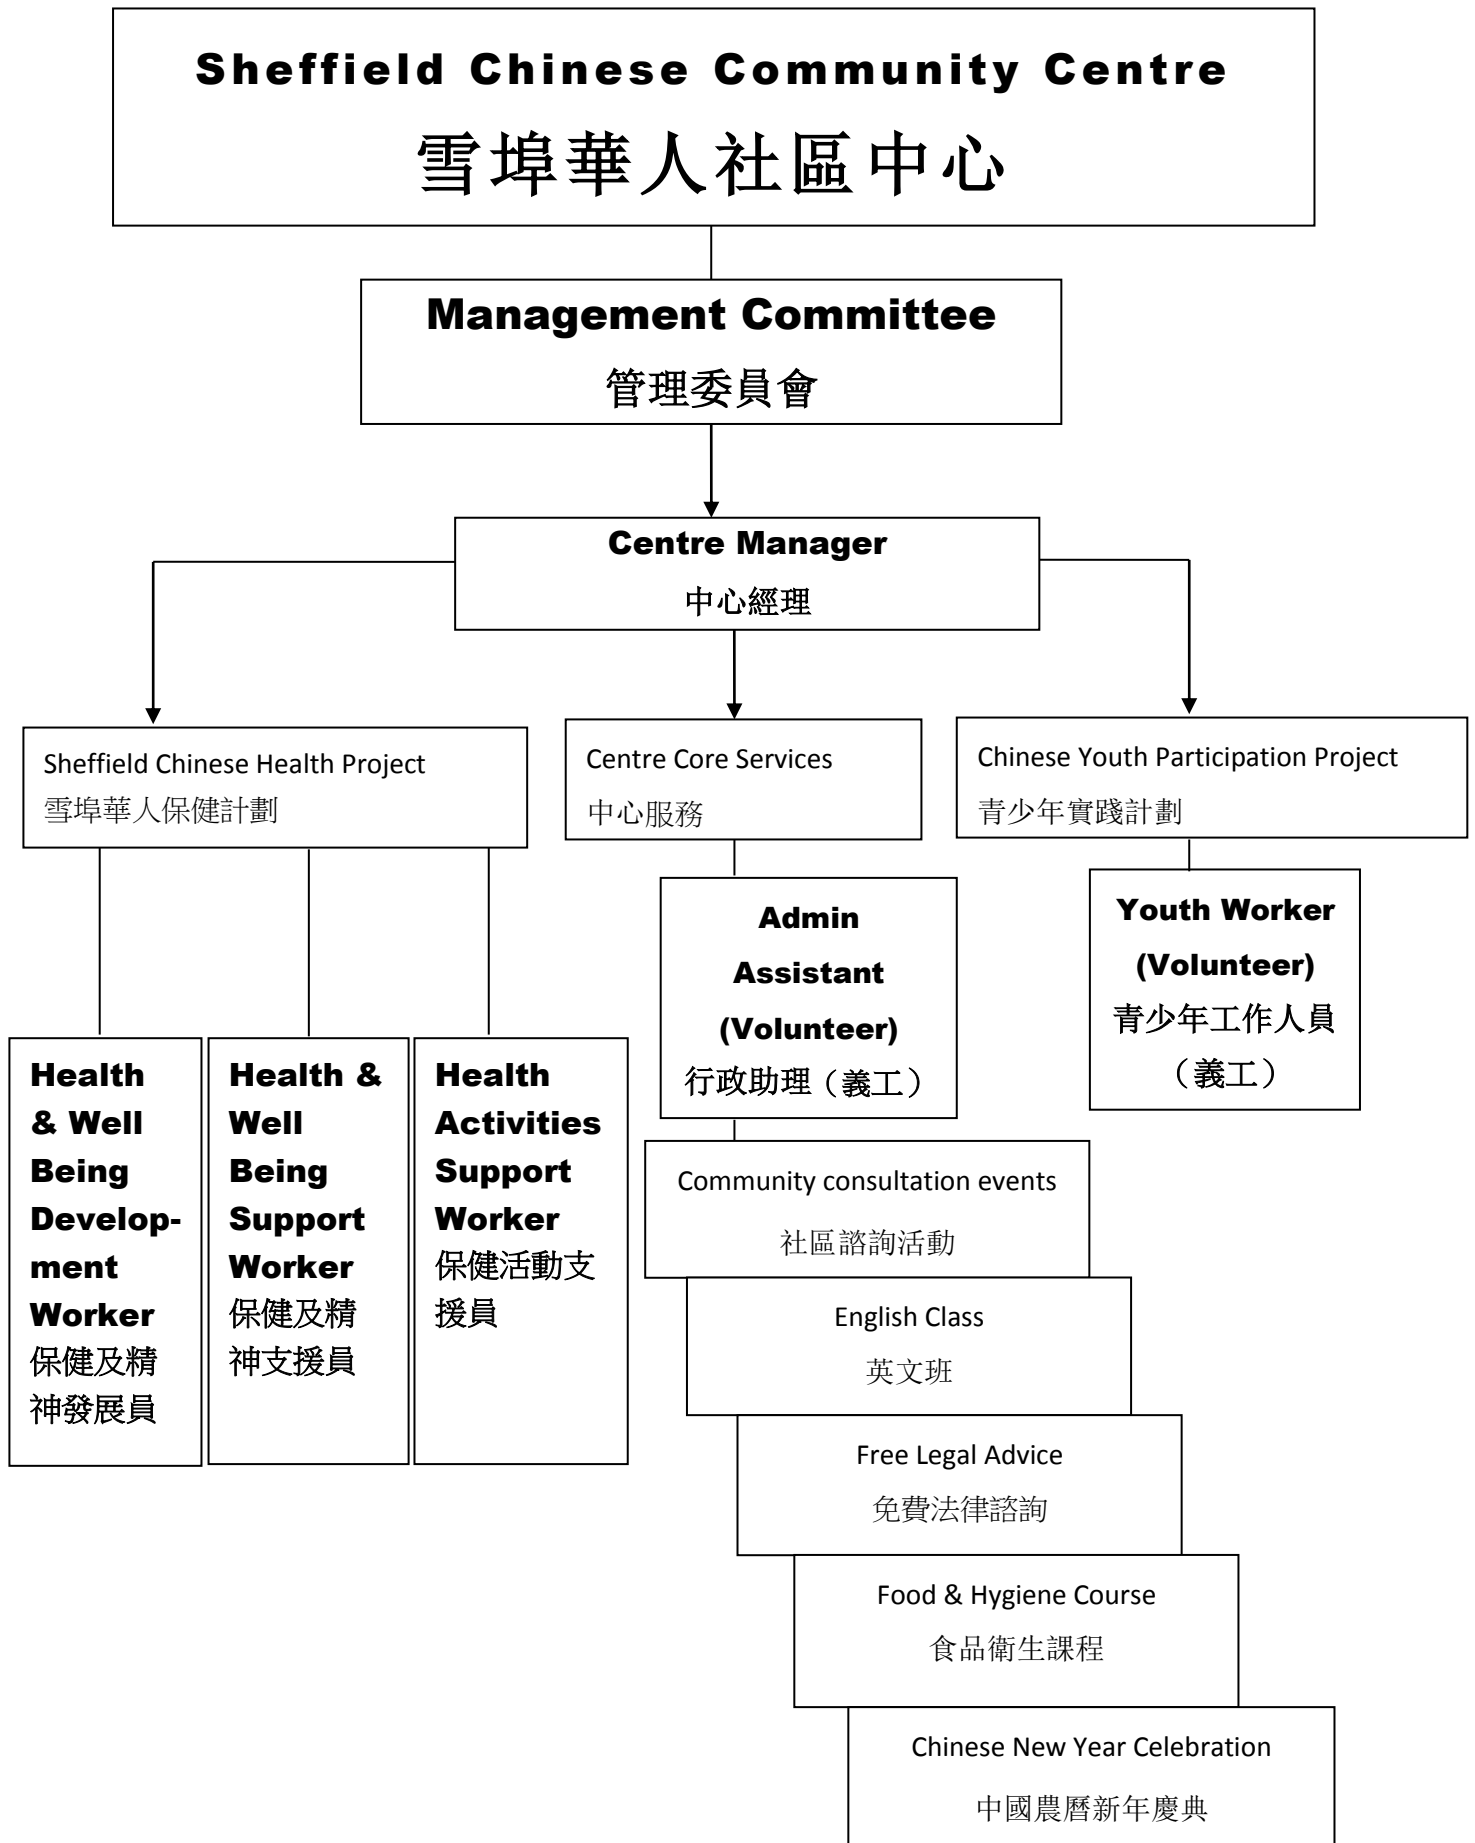 Sheffield Chinese Community Centre
雪埠華人社區中心
Management Committee
管理委員會
Centre Manager
中心經理
Sheffield Chinese Health Project
雪埠華人保健計劃
Centre Core Services
中心服務
Chinese Youth Participation Project
青少年實踐計劃
Health
& Well
Being
Develop-
ment
Worker
保健及精
神發展員
Health &
Well
Being
Support
Worker
保健及精
神支援員
Health
Activities
Support
Worker
保健活動支
援員
Admin
Assistant
(Volunteer)
行政助理（義工）
Youth Worker
(Volunteer)
青少年工作人員
（義工）
Community consultation events
社區諮詢活動
English Class
英文班
Free Legal Advice
免費法律諮詢
Food & Hygiene Course
食品衛生課程
Chinese New Year Celebration
中國農曆新年慶典